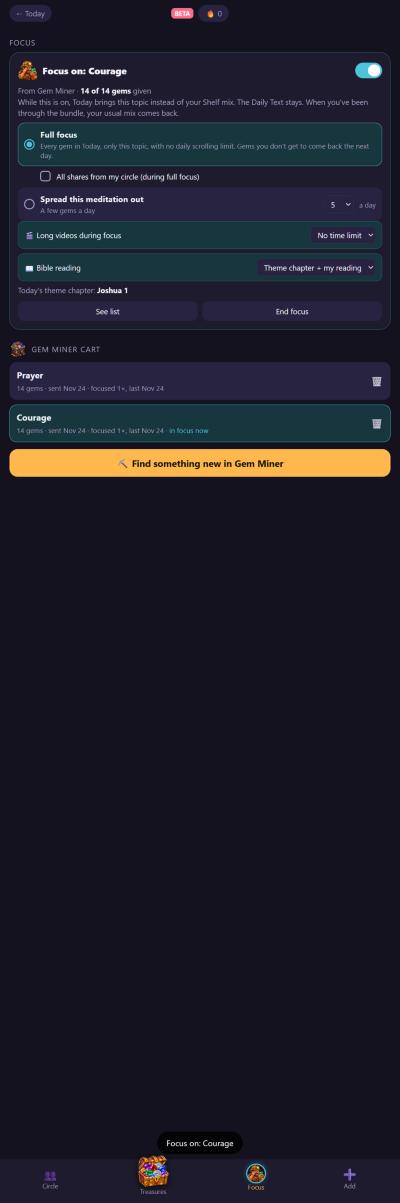 ← Today
BETA
0
FOCUS
Focus on: Courage
From Gem Miner · 14 of 14 gems given
While this is on, Today brings this topic instead of your Shelf mix. The Daily Text stays. When you've been
through the bundle, your usual mix comes back.
Full focus
Every gem in Today, only this topic, with no daily scrolling limit. Gems you don't get to come back the next
day.
All shares from my circle (during full focus)
Spread this meditation out
A few gems a day
5
a day
Long videos during focus
No time limit
Bible reading
Theme chapter + my reading
Today's theme chapter: Joshua 1
See list
End focus
GEM MINER CART
Prayer
14 gems · sent Nov 24 · focused 1×, last Nov 24
Courage
14 gems · sent Nov 24 · focused 1×, last Nov 24 · in focus now
Find something new in Gem Miner
Focus on: Courage
Circle
Treasures
Focus
Add